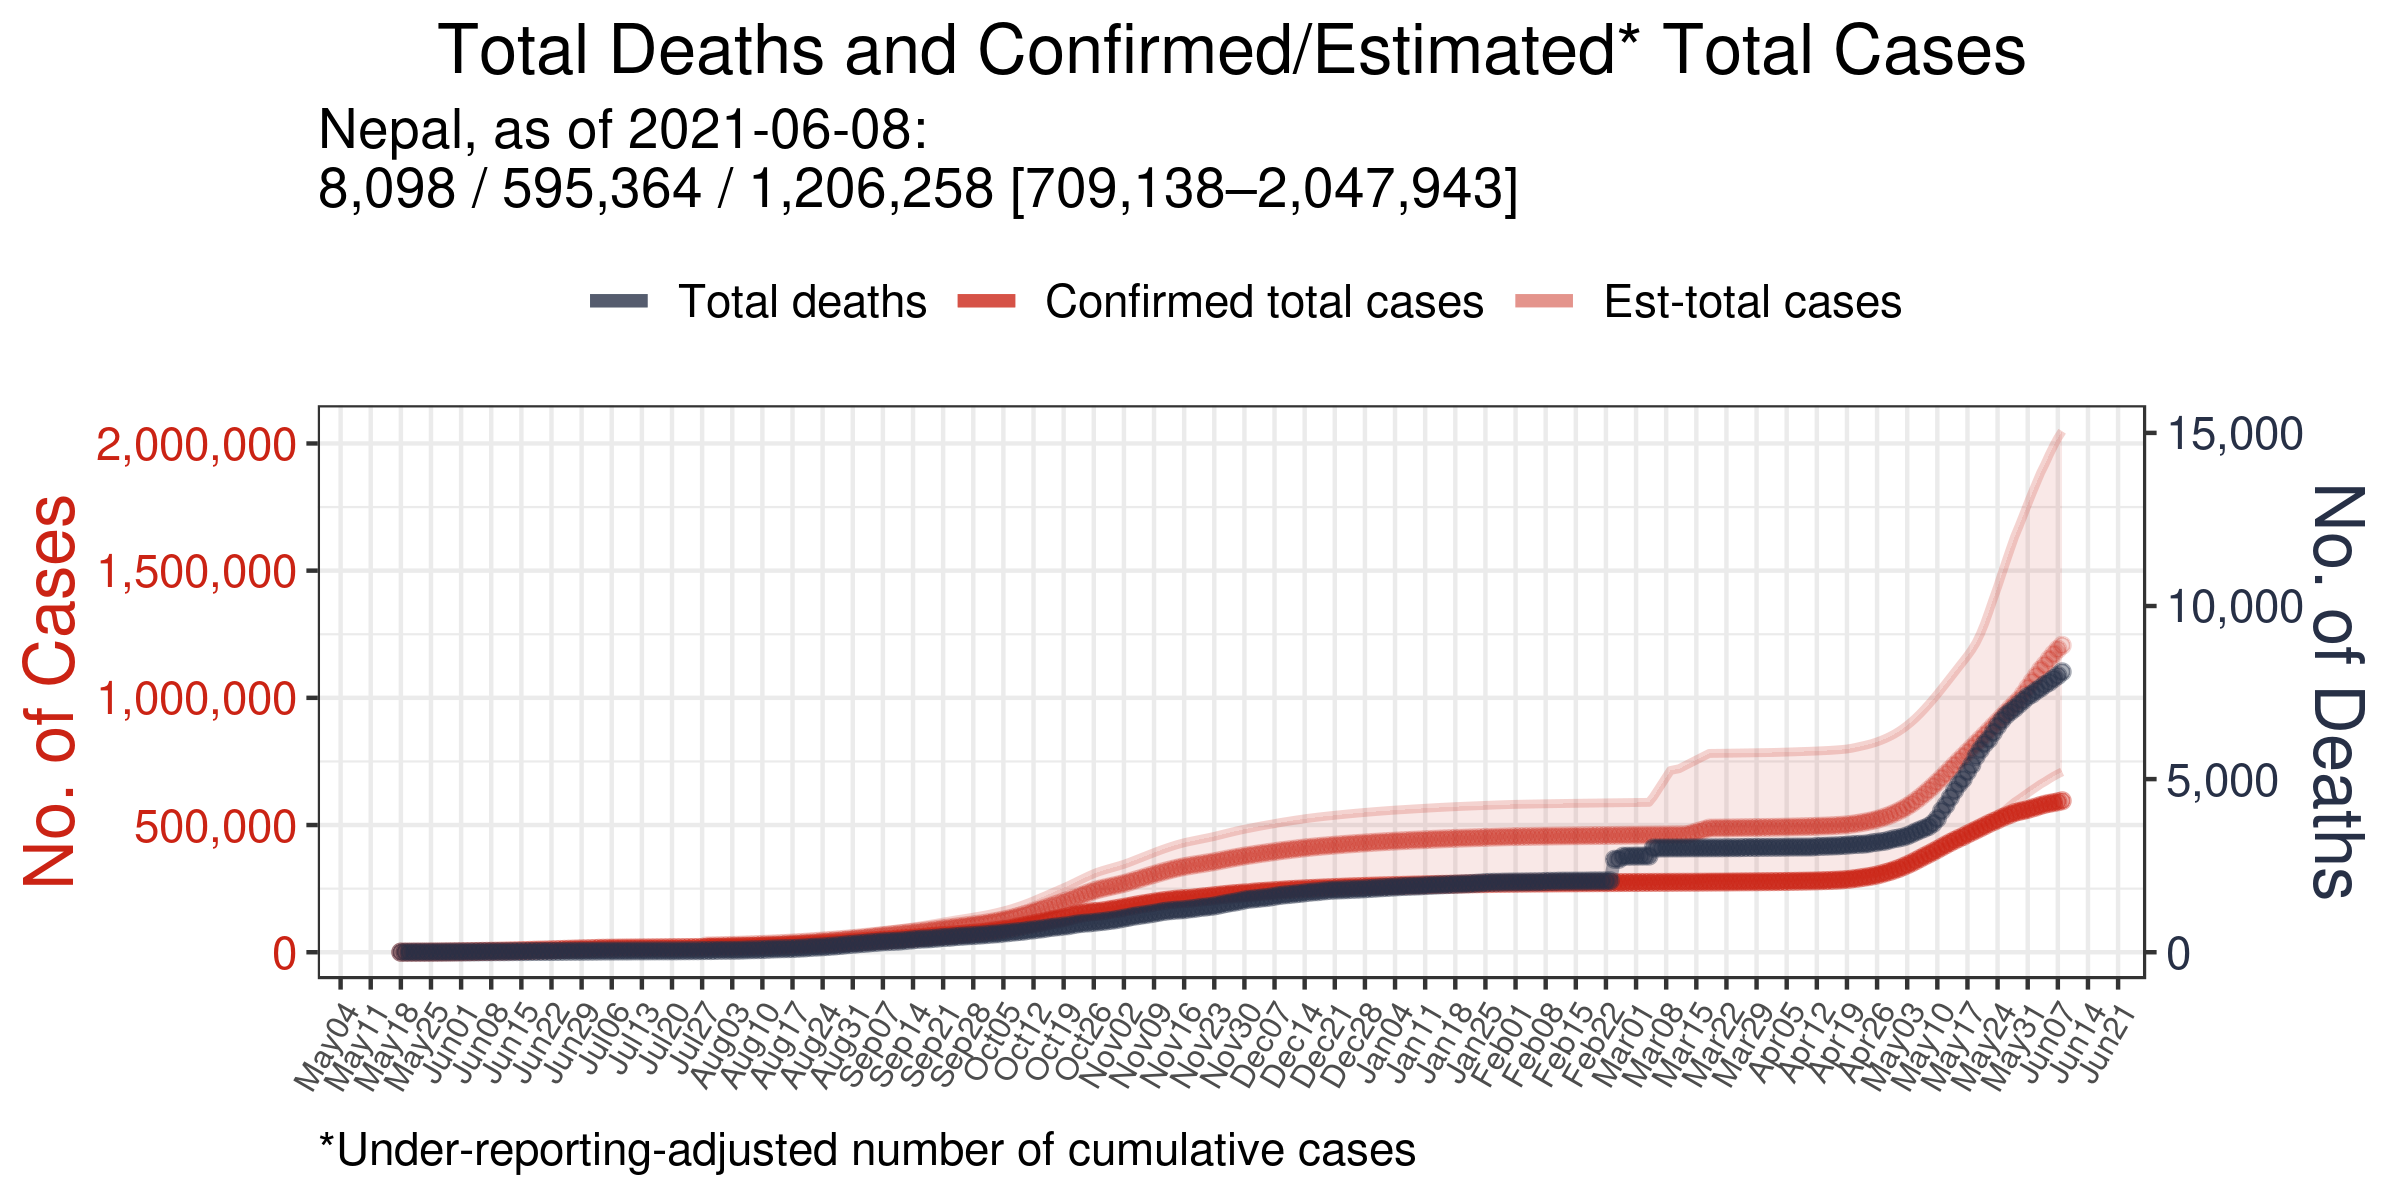 Total Deaths and Confirmed/Estimated* Total Cases
Nepal, as of 2021-06-08:
8,098 / 595,364 / 1,206,258 [709,138–2,047,943]
Total deaths
Confirmed total cases
Est-total cases
No. of Cases
2,000,000
1,500,000
1,000,000
500,000
0
15,000
10,000
5,000
0
No. of Deaths
May04
May11
May18
May25
Jun01
Jun08
Jun15
Jun22
Jun29
Jul06
Jul13
Jul20
Jul27
Aug03
Aug10
Aug17
Aug24
Aug31
Sep07
Sep14
Sep21
Sep28
Oct05
Oct12
Oct19
Oct26
Nov02
Nov09
Nov16
Nov23
Nov30
Dec07
Dec14
Dec21
Dec28
Jan04
Jan11
Jan18
Jan25
Feb01
Feb08
Feb15
Feb22
Mar01
Mar08
Mar15
Mar22
Mar29
Apr05
Apr12
Apr19
Apr26
May03
May10
May17
May24
May31
Jun07
Jun14
Jun21
*Under-reporting-adjusted number of cumulative cases